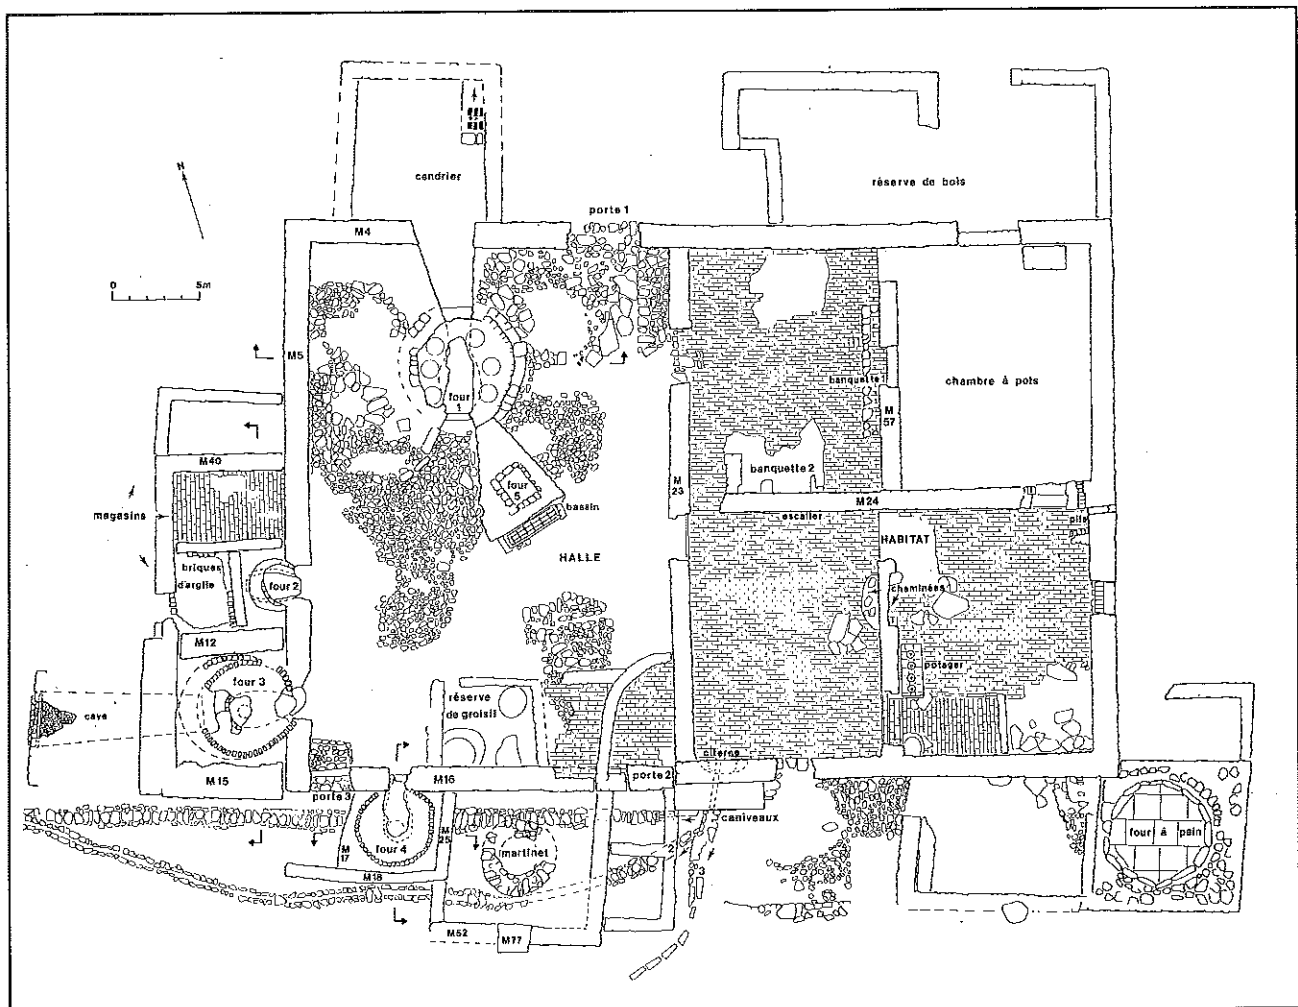 N
0 5m
cendrier
réserve de bois
porte 1
M4
M5
four
1
banquette 1
chambre à pots
M
57
M40
magasins
banquette 2
M
23
M24
four
5
bassin
escalier
HALLE
HABITAT
pile
briques
d'argile
four 2
cheminées
M12
four 3
potager
cave
réserve
de groisil
citerne
M15
M16
porte 2
porte 3
caniveaux
M
25
four à pain
M
17
four 4
martinet
2
M18
3
M52
M77